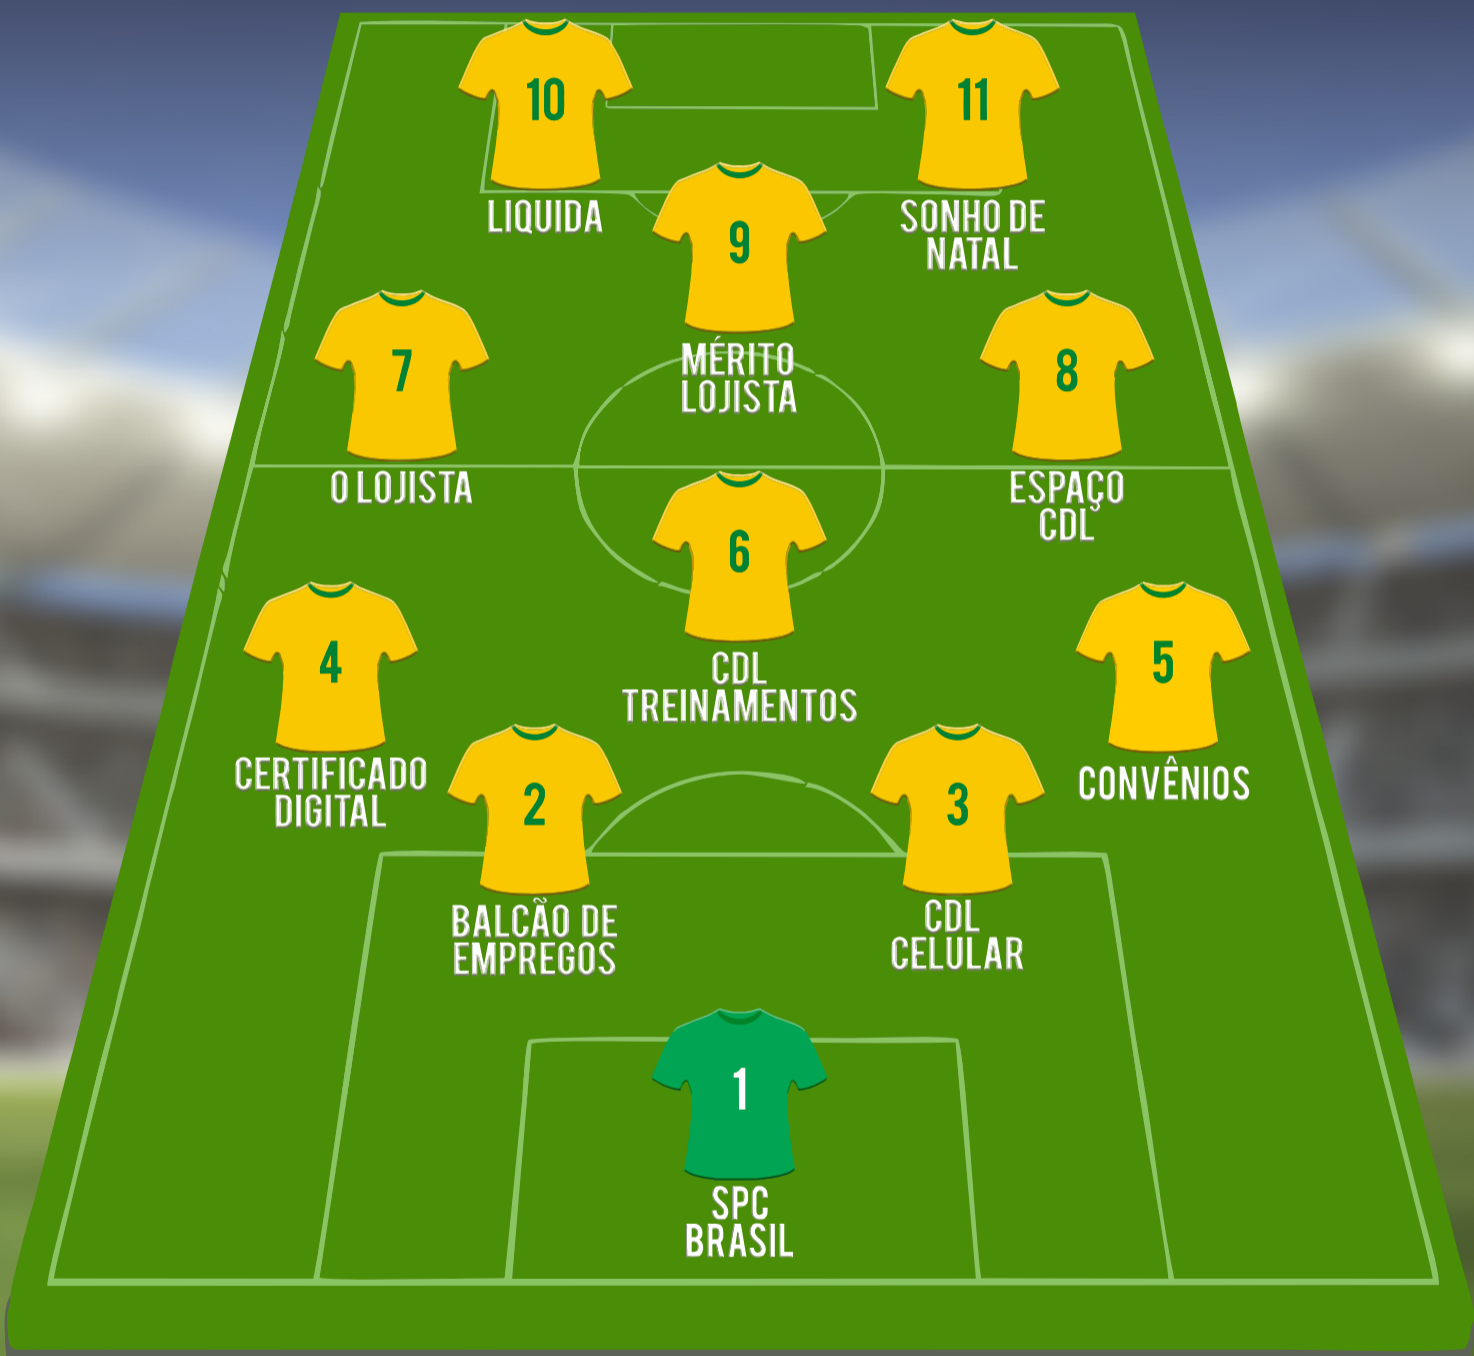 10
11
LIQUIDA
SONHO DE
NATAL
9
MÉRITO
LOJISTA
7
8
O LOJISTA
ESPAÇO
CDL
6
CDL
TREINAMENTOS
4
5
CERTIFICADO
DIGITAL
CONVÊNIOS
2
3
BALCÃO DE
EMPREGOS
CDL
CELULAR
1
SPC
BRASIL